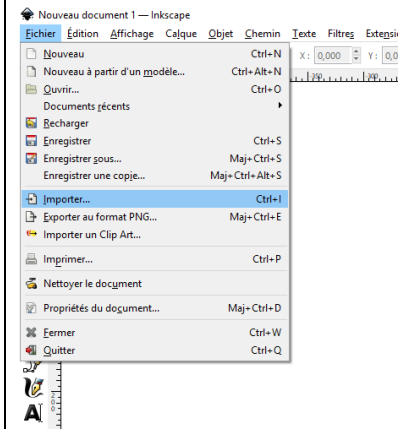 Nouveau document 1 — Inkscape
Fichier Édition Affichage Calque Objet Chemin Texte Filtres
Nouveau Ctrl+N
Nouveau à partir d'un modèle... Ctrl+Alt+N
Ouvrir... Ctrl+O
Documents récents
Recharger
Enregistrer Ctrl+S
Enregistrer sous... Maj+Ctrl+S
Enregistrer une copie... Maj+Ctrl+Alt+S
Importer... Ctrl+I
Exporter au format PNG... Maj+Ctrl+E
Importer un Clip Art...
Imprimer... Ctrl+P
Nettoyer le document
Propriétés du document... Maj+Ctrl+D
Fermer Ctrl+W
Quitter Ctrl+Q
X : 0,000 Y :